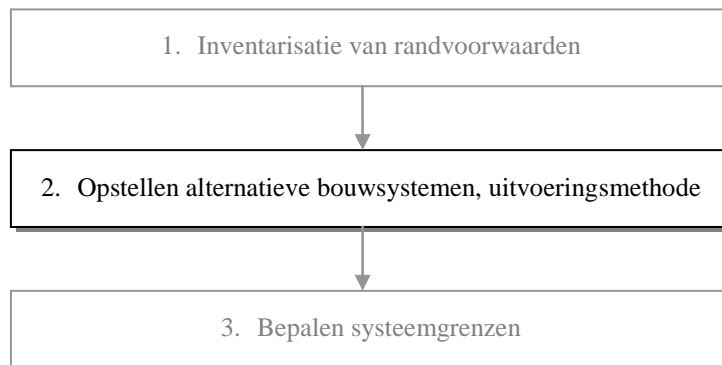 1. Inventarisatie van randvoorwaarden
2. Opstellen alternatieve bouwsystemen, uitvoeringsmethode
3. Bepalen systeemgrenzen